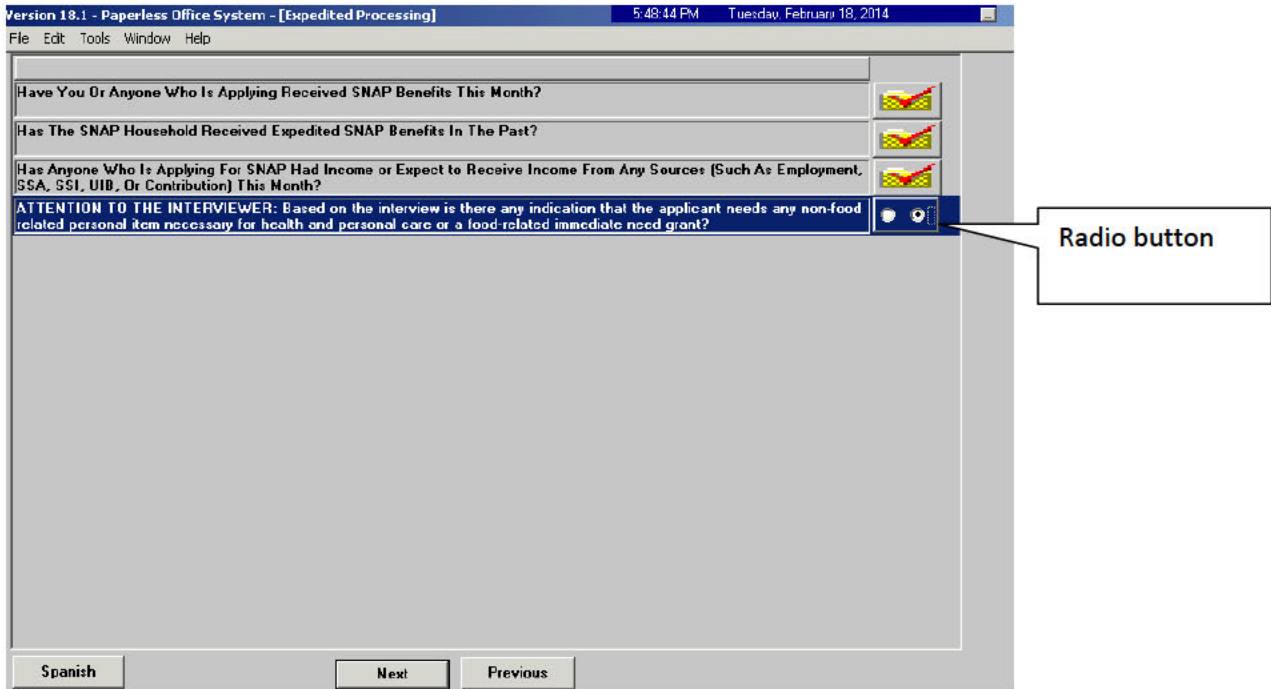 Version 18.1 - Paperless Office System - [Expedited Processing] 5:48:44 PM Tuesday, February 18, 2014
File Edit Tools Window Help
Have You Or Anyone Who Is Applying Received SNAP Benefits This Month?
Has The SNAP Household Received Expedited SNAP Benefits In The Past?
Has Anyone Who Is Applying For SNAP Had Income or Expect to Receive Income From Any Sources (Such As Employment,
SSA, SSI, UIB, Or Contribution) This Month?
ATTENTION TO THE INTERVIEWER: Based on the interview is there any indication that the applicant needs any non-food
related personal item necessary for health and personal care or a food-related immediate need grant?
Radio button
Spanish Next Previous